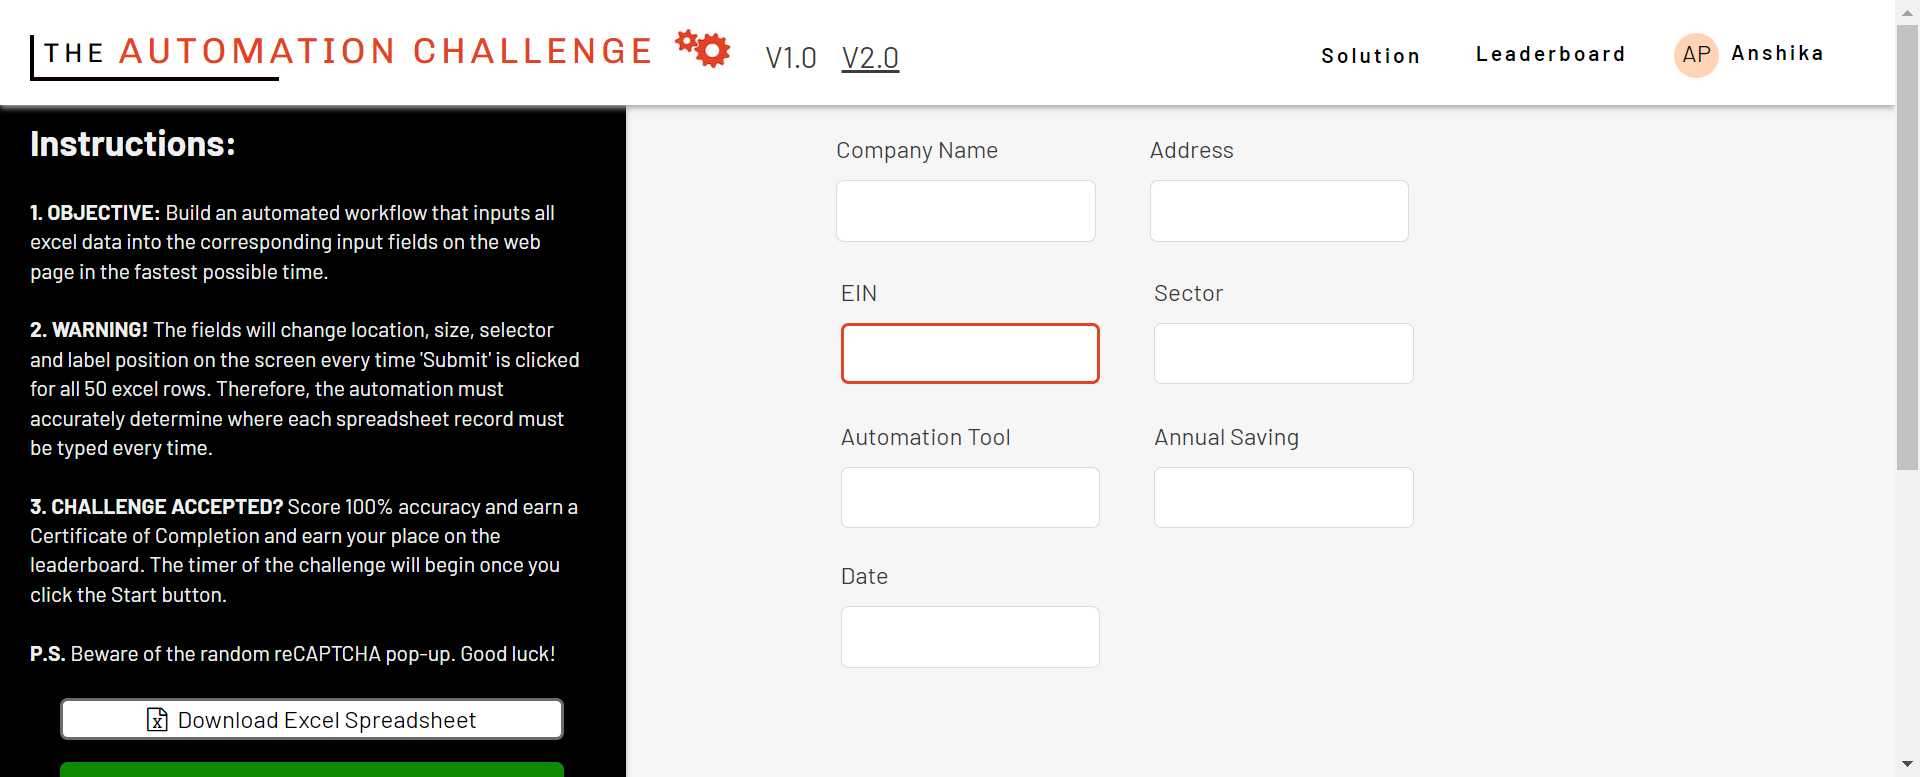 THE AUTOMATION CHALLENGE V1.0 V2.0 Solution Leaderboard AP Anshika
Instructions:
1. OBJECTIVE: Build an automated workflow that inputs all
excel data into the corresponding input fields on the web
page in the fastest possible time.
2. WARNING! The fields will change location, size, selector
and label position on the screen every time 'Submit' is clicked
for all 50 excel rows. Therefore, the automation must
accurately determine where each spreadsheet record must
be typed every time.
3. CHALLENGE ACCEPTED? Score 100% accuracy and earn a
Certificate of Completion and earn your place on the
leaderboard. The timer of the challenge will begin once you
click the Start button.
P.S. Beware of the random reCAPTCHA pop-up. Good luck!
Download Excel Spreadsheet
Company Name Address
EIN Sector
Automation Tool Annual Saving
Date